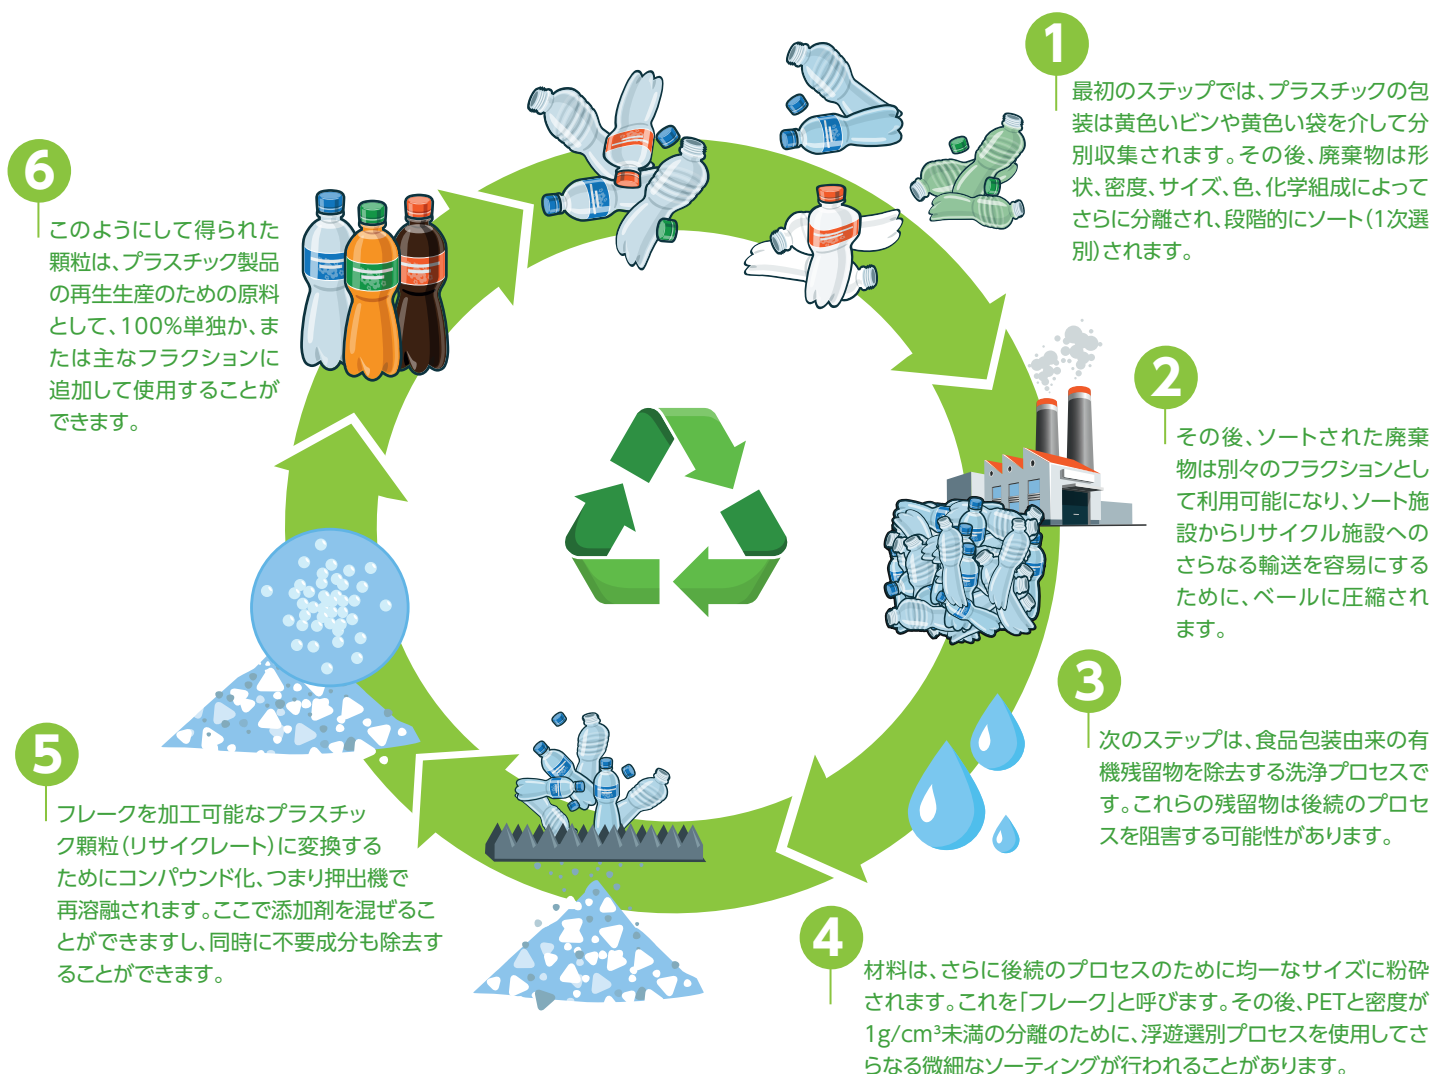 1
最初のステップでは、プラスチックの包
装は黄色いビンや黄色い袋を介して分
別収集されます。その後、廃棄物は形
状、密度、サイズ、色、化学組成によって
さらに分離され、段階的にソート（1次選
別）されます。
2
その後、ソートされた廃棄
物は別々のフラクションとし
て利用可能になり、ソート施
設からリサイクル施設への
さらなる輸送を容易にする
ために、ベールに圧縮され
ます。
3
次のステップは、食品包装由来の有
機残留物を除去する洗浄プロセスで
す。これらの残留物は後続のプロセ
スを阻害する可能性があります。
4
材料は、さらに後続のプロセスのために均一なサイズに粉砕
されます。これを「フレーク」と呼びます。その後、PETと密度が
1g/cm³未満の分離のために、浮遊選別プロセスを使用してさ
らなる微細なソーティングが行われることがあります。
5
フレークを加工可能なプラスチッ
ク顆粒（リサイクレート）に変換する
ためにコンパウンド化、つまり押出機で
再溶融されます。ここで添加剤を混ぜるこ
とができますし、同時に不要成分も除去す
ることができます。
6
このようにして得られた
顆粒は、プラスチック製品
の再生生産のための原料
として、100%単独か、ま
たは主なフラクションに
追加して使用することが
できます。